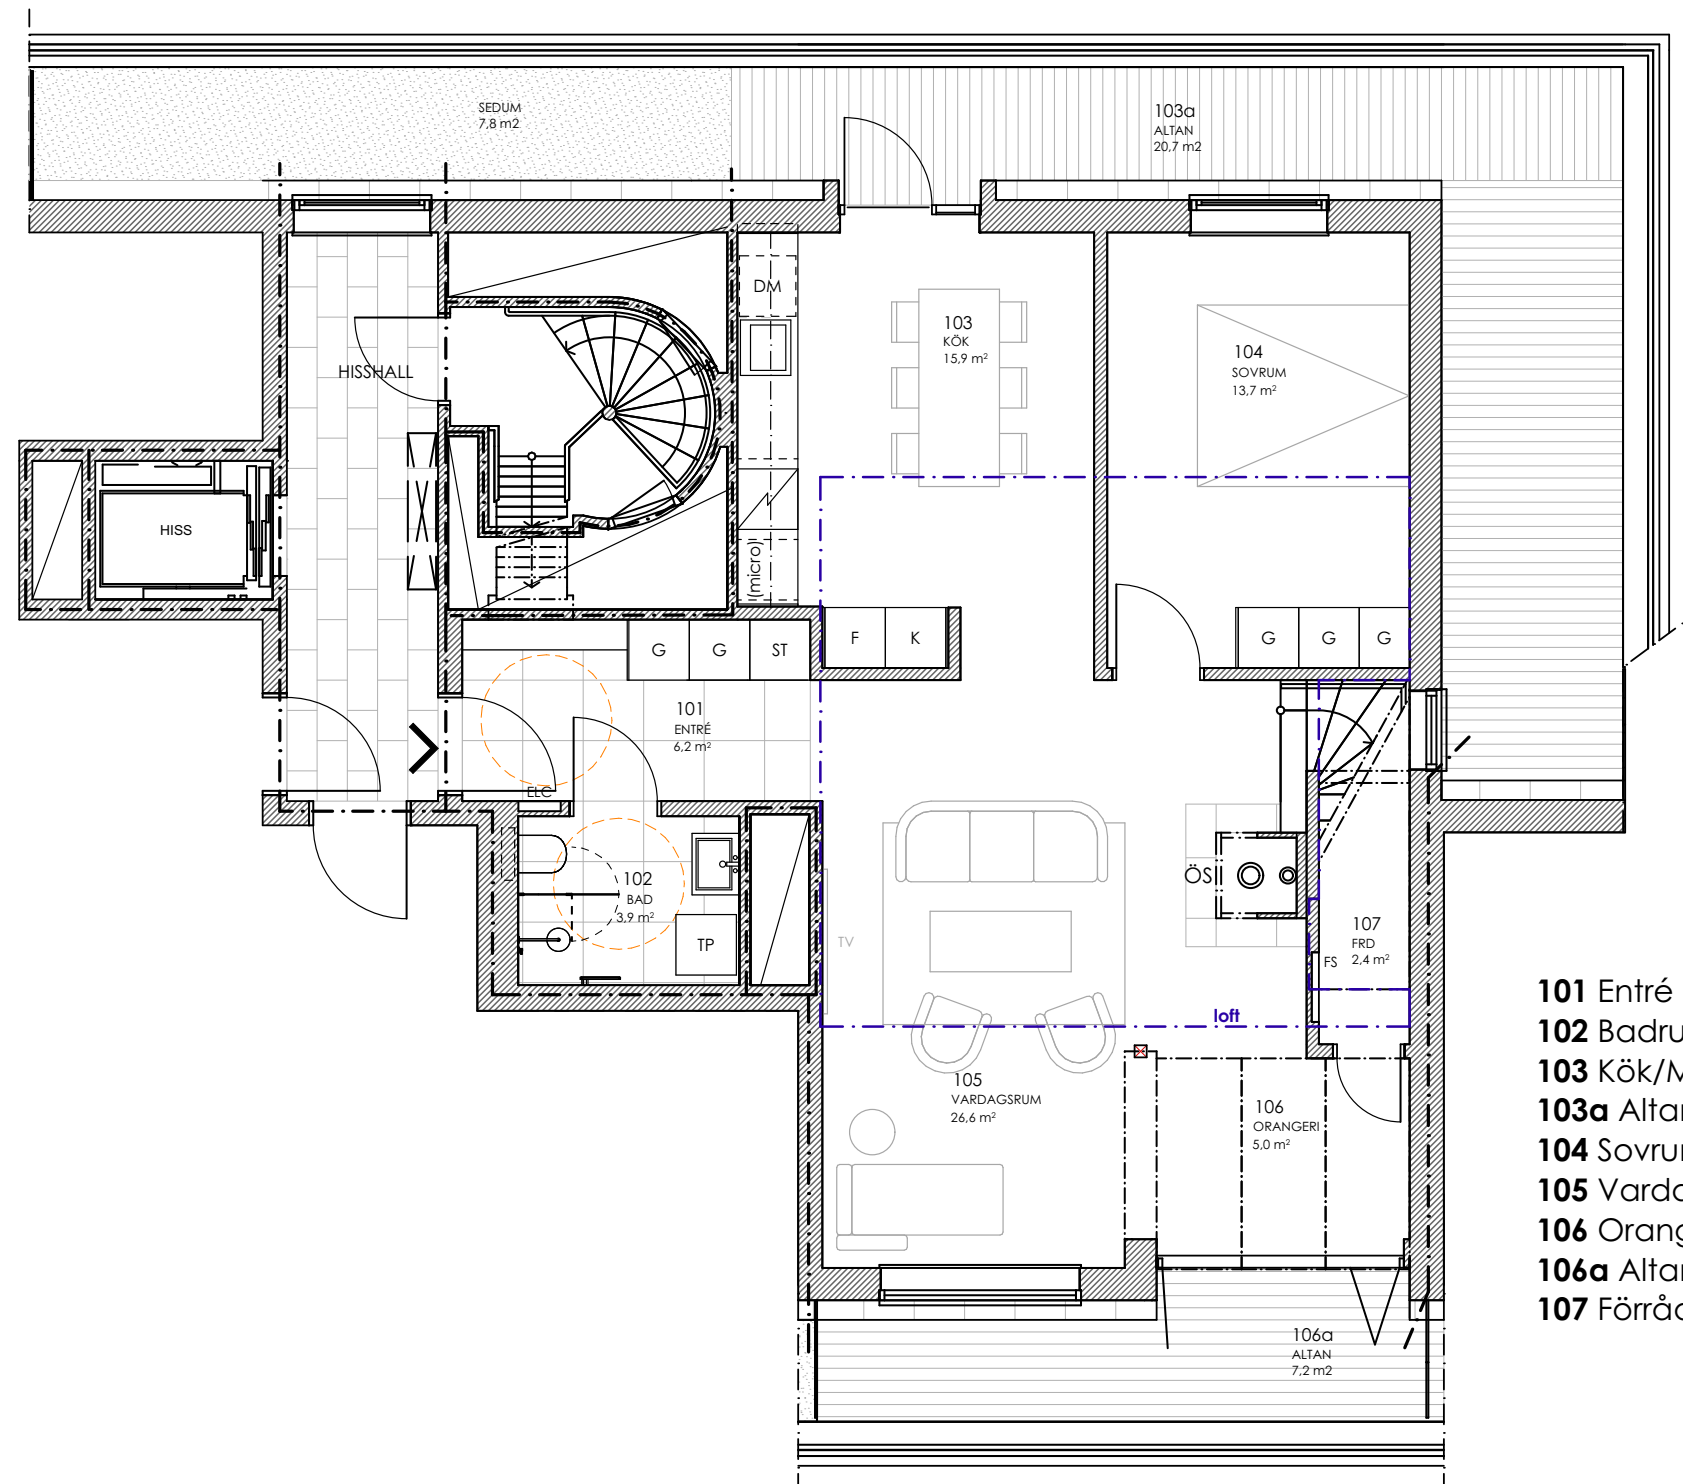 SEDUM
7,8 m2
103a
ALTAN
20,7 m2
DM
103
KÖK
15,9 m²
104
SOVRUM
13,7 m²
HISSHALL
HISS
(micro)
F
K
G
G
ST
G
G
G
101
ENTRÉ
6,2 m²
ELC
102
BAD
3,9 m²
TP
TV
ÖS
107
FRD
2,4 m²
FS
loft
105
VARDAGSRUM
26,6 m²
106
ORANGERI
5,0 m²
106a
ALTAN
7,2 m2
101 Entré
102 Badru
103 Kök/M
103a Altan
104 Sovru
105 Varda
106 Orang
106a Altan
107 Förråd